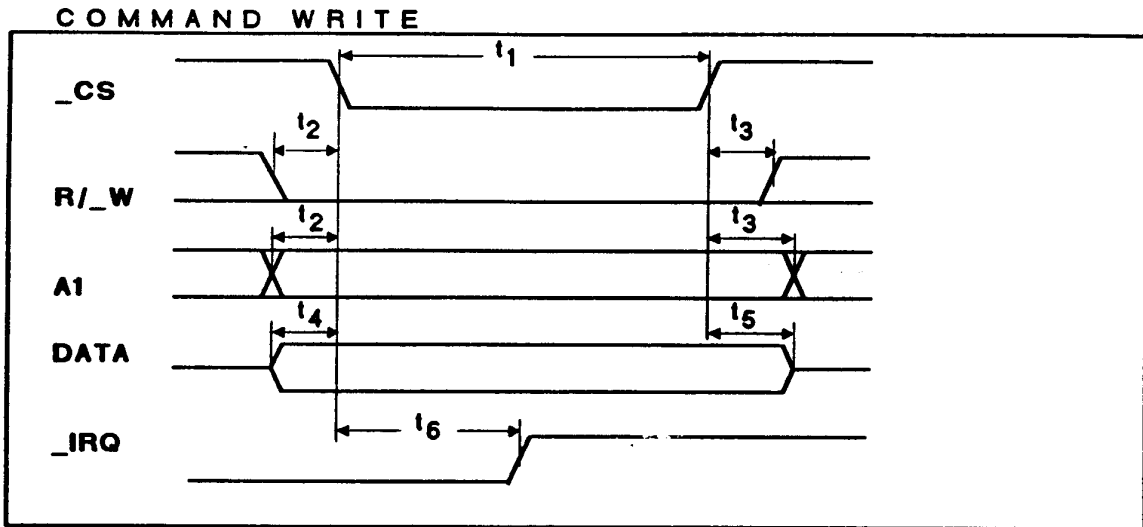 COMMAND WRITE
t1
_CS
t2
t3
R/_W
t2
t3
A1
t4
t5
DATA
t6
_IRQ